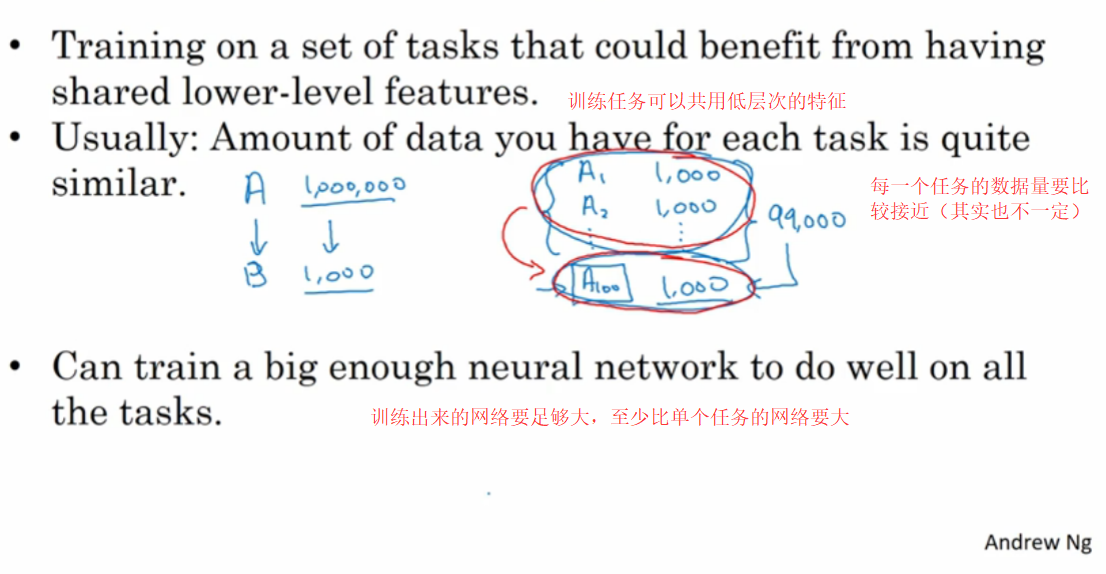 • Training on a set of tasks that could benefit from having
shared lower-level features.
训练任务可以共用低层次的特征
• Usually: Amount of data you have for each task is quite
similar.
A 1,000,000
B 1,000
A₁ 1,000
A₂ 1,000
99,000
A₁₀₀ 1,000
每一个任务的数据量要比
较接近（其实也不一定）
• Can train a big enough neural network to do well on all
the tasks.
训练出来的网络要足够大，至少比单个任务的网络要大
Andrew Ng